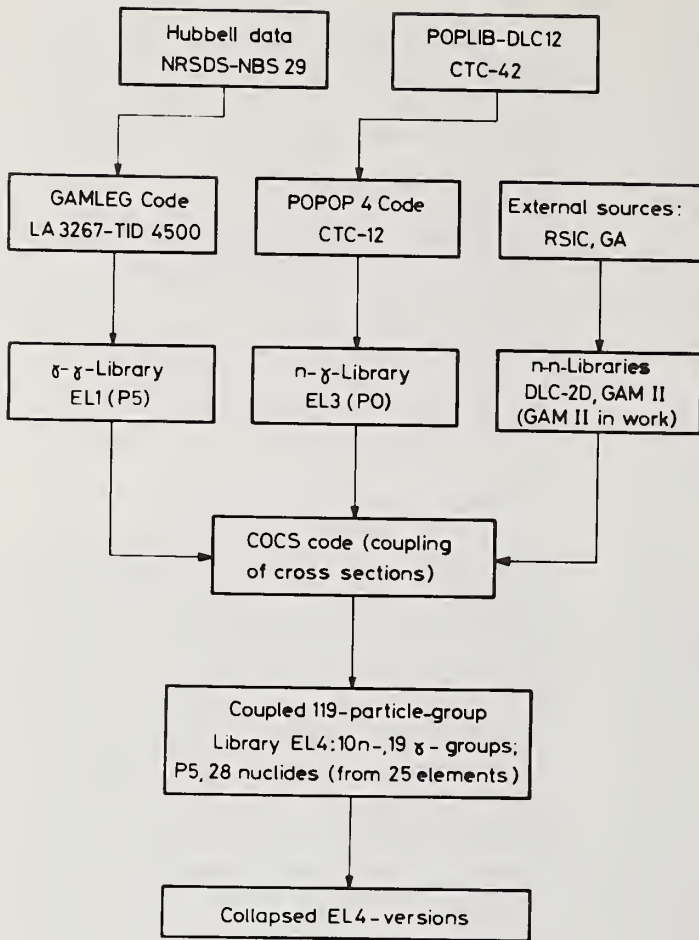 Hubbell data
NRSDS-NBS 29
POPLIB-DLC12
CTC-42
GAMLEG Code
LA 3267-TID 4500
POPOP 4 Code
CTC-12
External sources:
RSIC, GA
ɣ-ɣ-Library
EL1 (P5)
n-ɣ-Library
EL3 (P0)
n-n-Libraries
DLC-2D, GAM II
(GAM II in work)
COCS code (coupling
of cross sections)
Coupled 119-particle-group
Library EL4:10n-,19 ɣ-groups;
P5, 28 nuclides (from 25 elements)
Collapsed EL4-versions